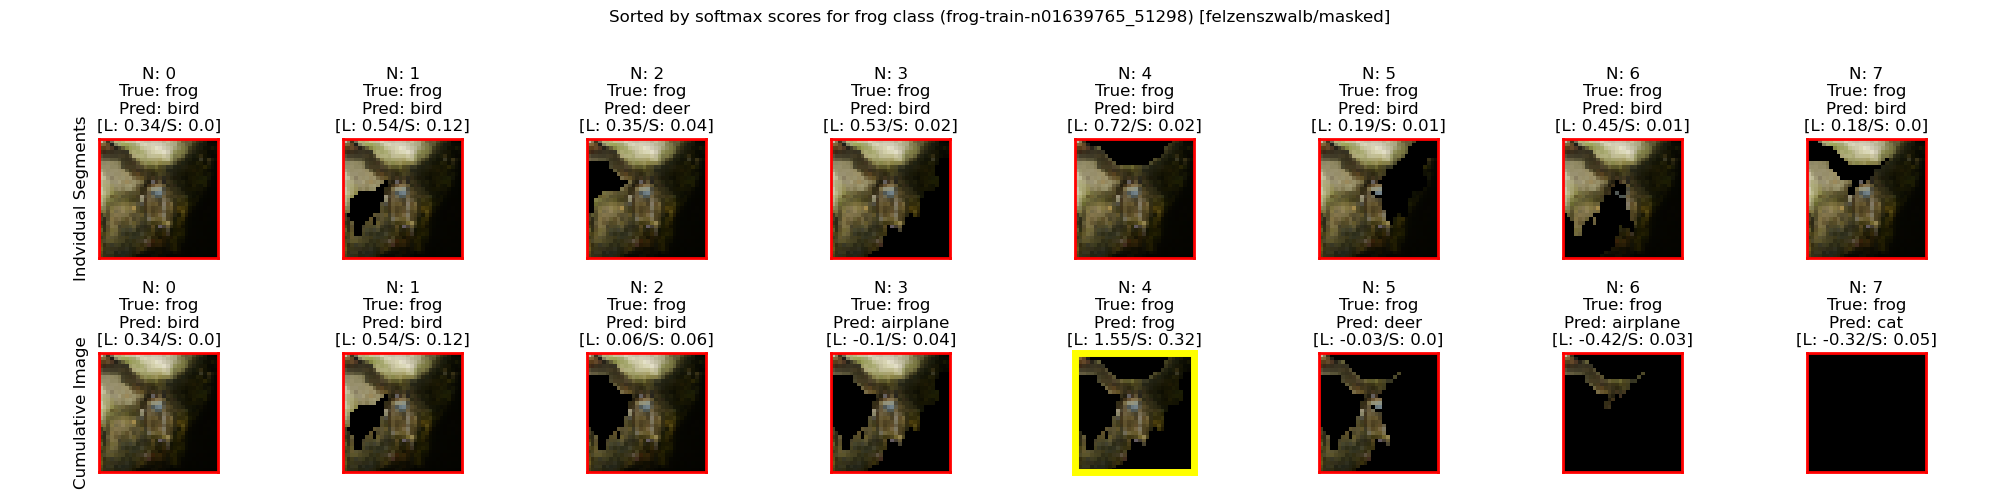 Sorted by softmax scores for frog class (frog-train-n01639765_51298) [felzenszwalb/masked]
Indvidual Segments
N: 0
True: frog
Pred: bird
[L: 0.34/S: 0.0]
N: 1
True: frog
Pred: bird
[L: 0.54/S: 0.12]
N: 2
True: frog
Pred: deer
[L: 0.35/S: 0.04]
N: 3
True: frog
Pred: bird
[L: 0.53/S: 0.02]
N: 4
True: frog
Pred: bird
[L: 0.72/S: 0.02]
N: 5
True: frog
Pred: bird
[L: 0.19/S: 0.01]
N: 6
True: frog
Pred: bird
[L: 0.45/S: 0.01]
N: 7
True: frog
Pred: bird
[L: 0.18/S: 0.0]
Cumulative Image
N: 0
True: frog
Pred: bird
[L: 0.34/S: 0.0]
N: 1
True: frog
Pred: bird
[L: 0.54/S: 0.12]
N: 2
True: frog
Pred: bird
[L: 0.06/S: 0.06]
N: 3
True: frog
Pred: airplane
[L: -0.1/S: 0.04]
N: 4
True: frog
Pred: frog
[L: 1.55/S: 0.32]
N: 5
True: frog
Pred: deer
[L: -0.03/S: 0.0]
N: 6
True: frog
Pred: airplane
[L: -0.42/S: 0.03]
N: 7
True: frog
Pred: cat
[L: -0.32/S: 0.05]